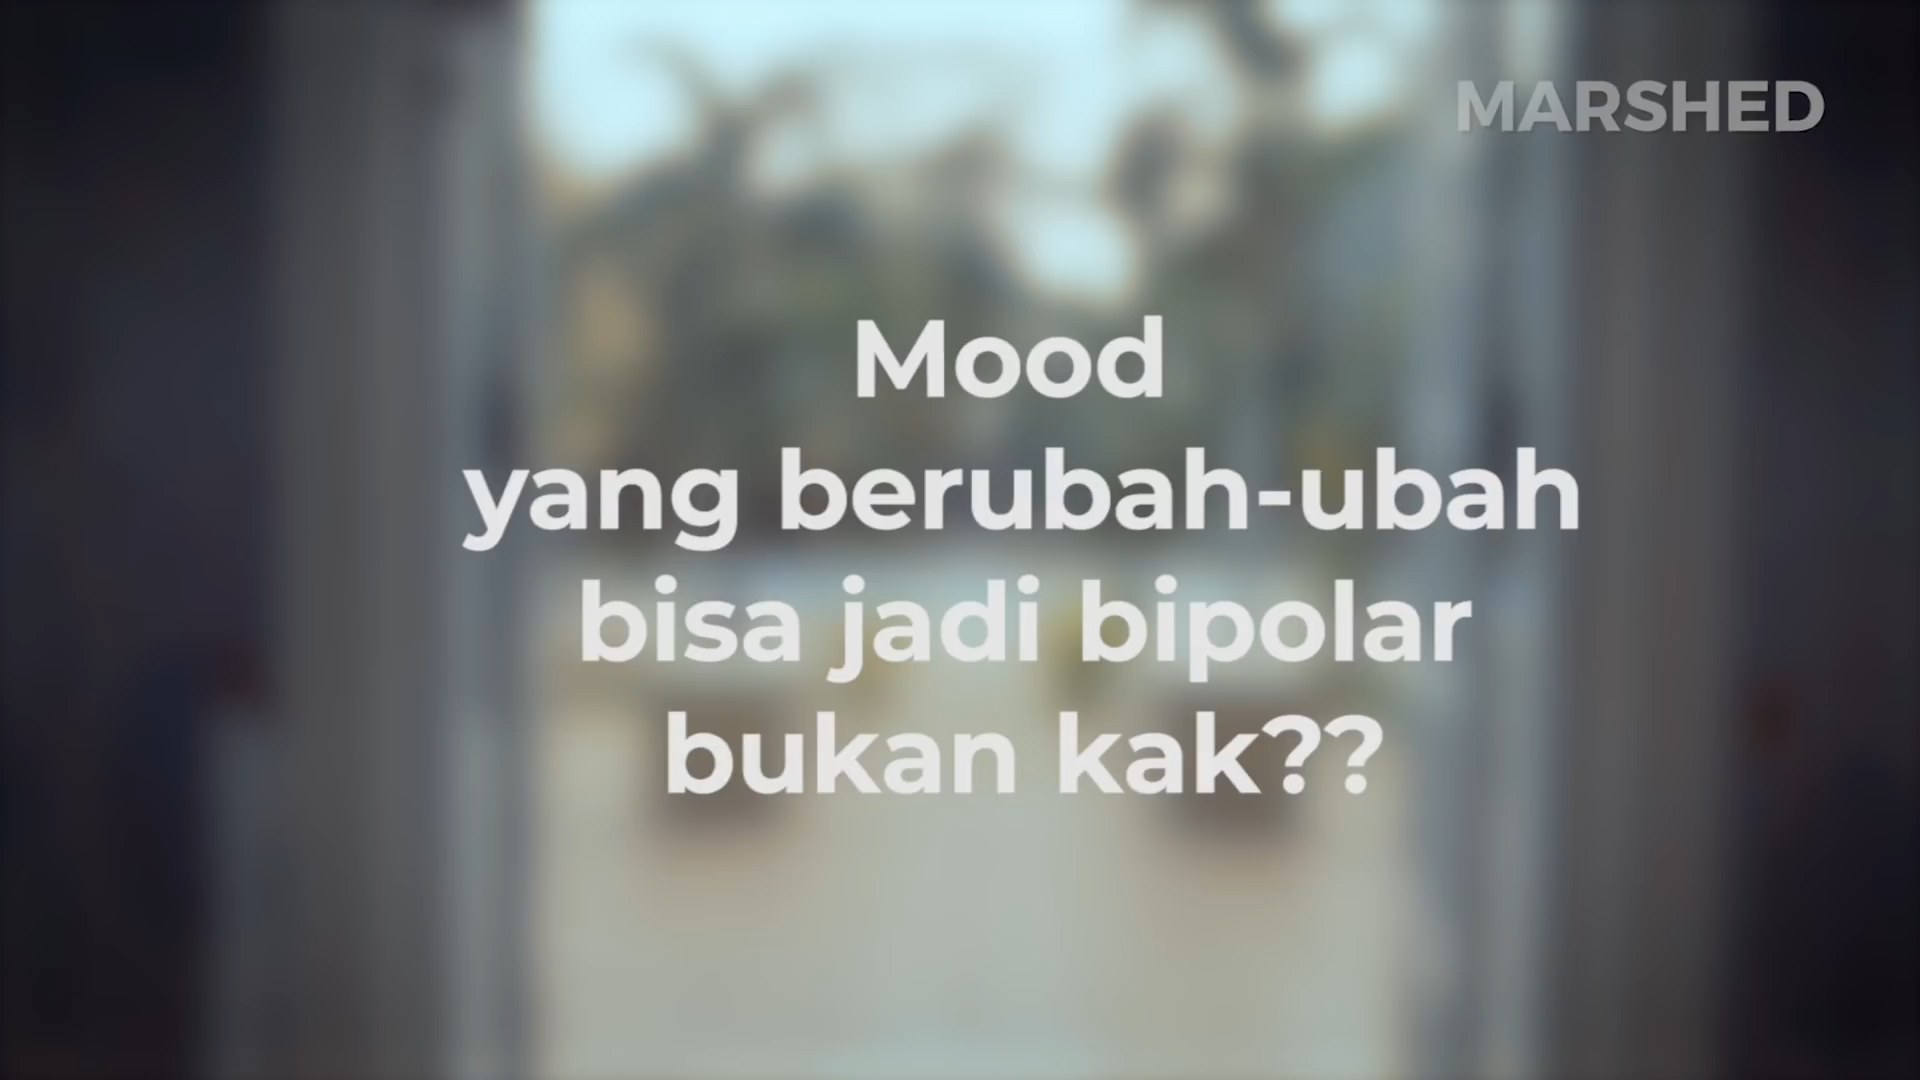 MARSHED
Mood
yang berubah-ubah
bisa jadi bipolar
bukan kak??